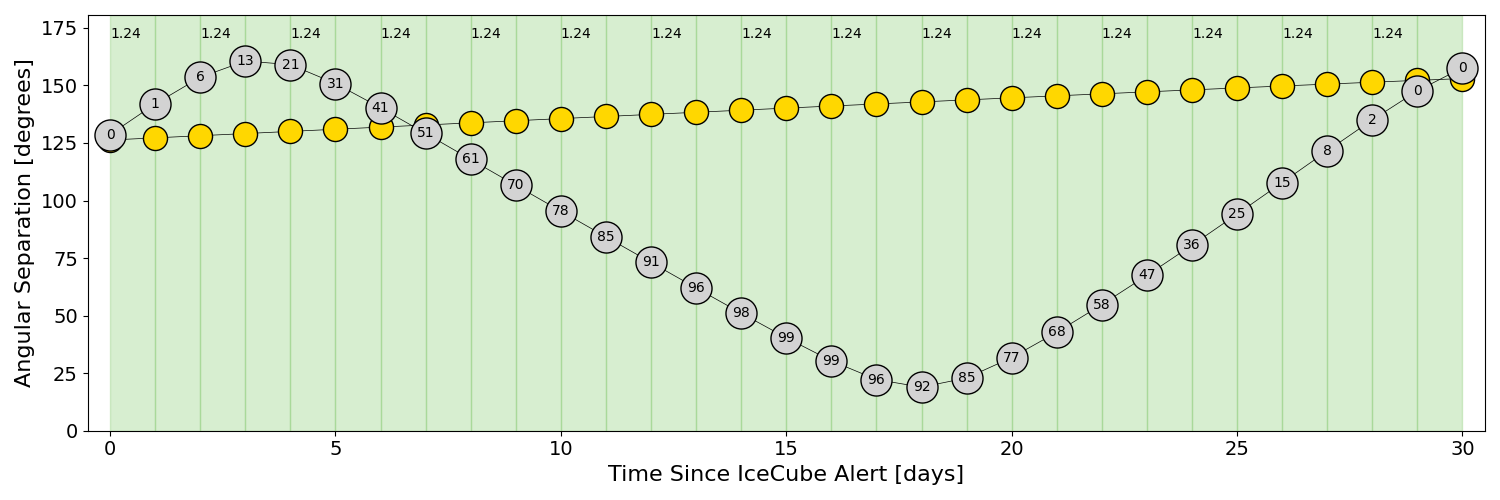 175
1.24 1.24 1.24 1.24 1.24 1.24 1.24 1.24 1.24 1.24 1.24 1.24 1.24 1.24 1.24
150
125
100
75
50
25
0
0 1 6 13 21 31 41 51 61 70 78 85 91 96 98 99 99 96 92 85 77 68 58 47 36 25 15 8 2 0 0
0 5 10 15 20 25 30
Angular Separation [degrees]
Time Since IceCube Alert [days]